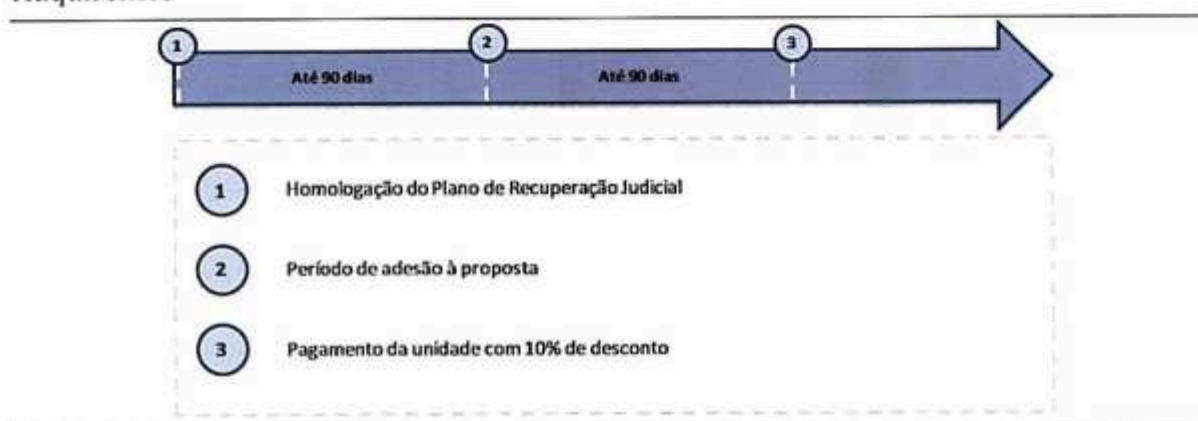 1
2
3
Até 90 dias
Até 90 dias
1
Homologação do Plano de Recuperação Judicial
2
Período de adesão à proposta
3
Pagamento da unidade com 10% de desconto